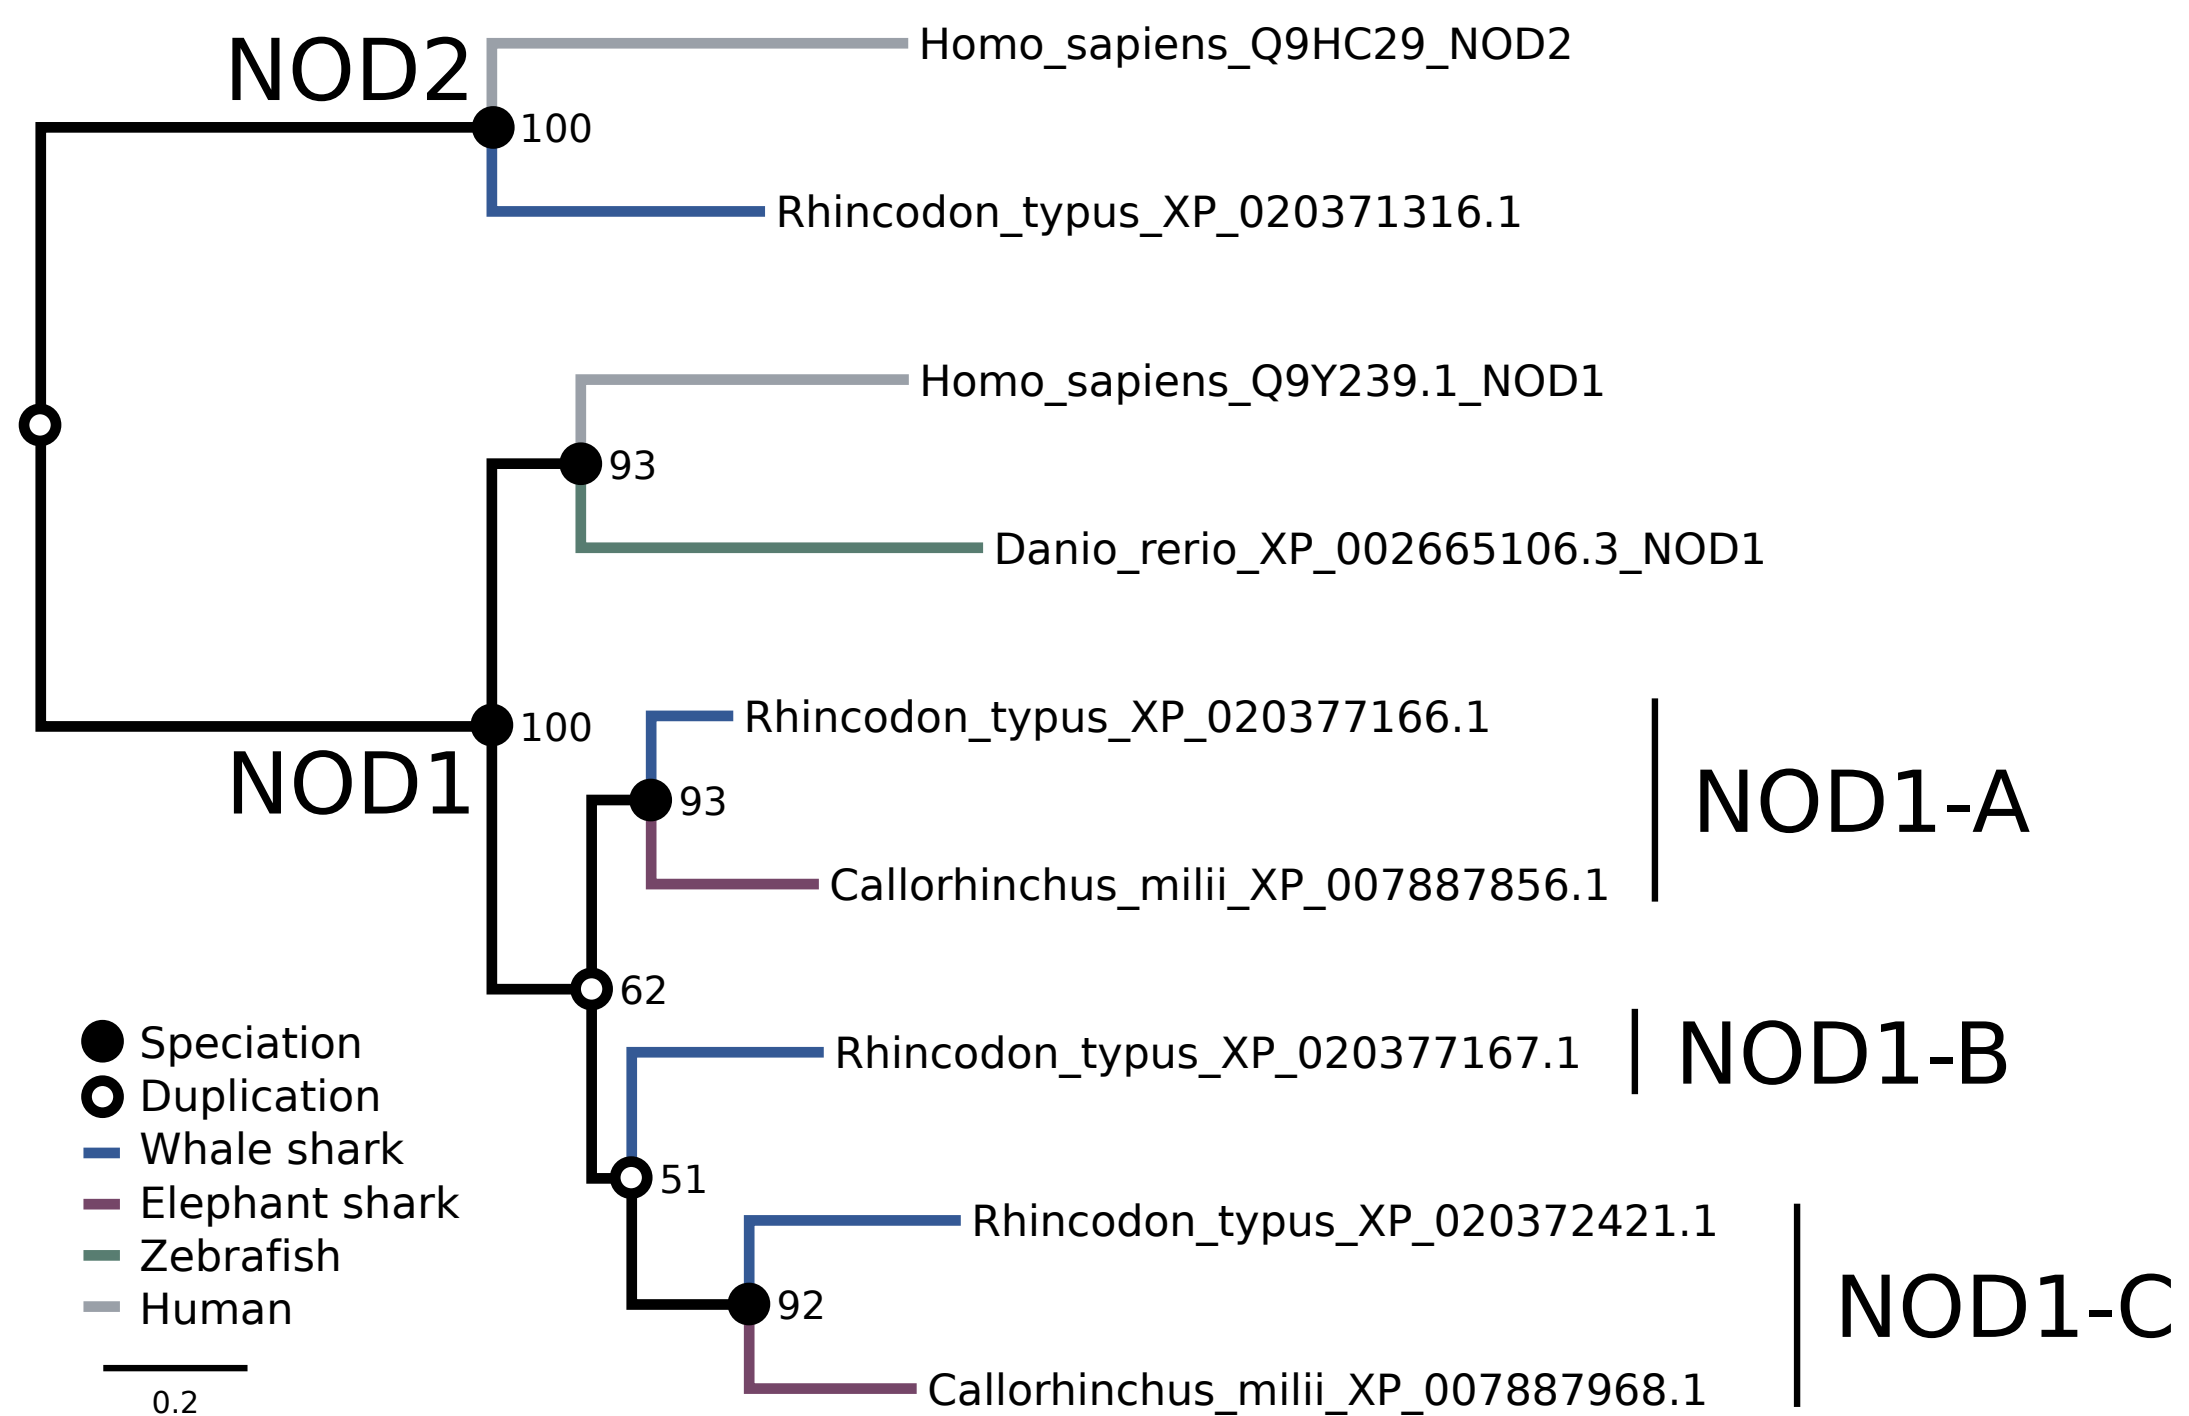 NOD2
Homo_sapiens_Q9HC29_NOD2
100
Rhincodon_typus_XP_020371316.1
Homo_sapiens_Q9Y239.1_NOD1
93
Danio_rerio_XP_002665106.3_NOD1
NOD1
100
Rhincodon_typus_XP_020377166.1
93
Callorhinchus_milii_XP_007887856.1
NOD1-A
62
Rhincodon_typus_XP_020377167.1
NOD1-B
51
Rhincodon_typus_XP_020372421.1
92
Callorhinchus_milii_XP_007887968.1
NOD1-C
Speciation
Duplication
Whale shark
Elephant shark
Zebrafish
Human
0.2